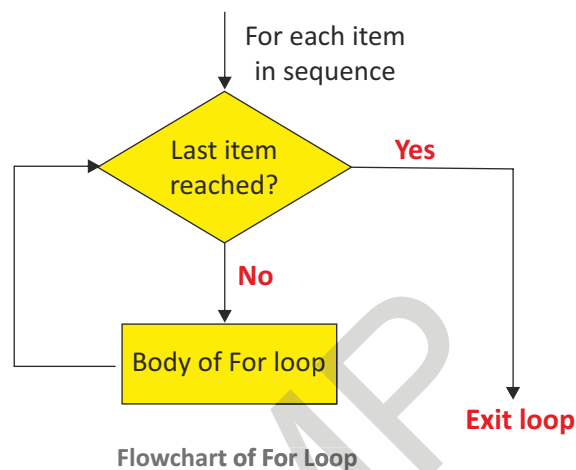 For each item
in sequence
Last item
reached?
Yes
No
Body of For loop
Exit loop
Flowchart of For Loop